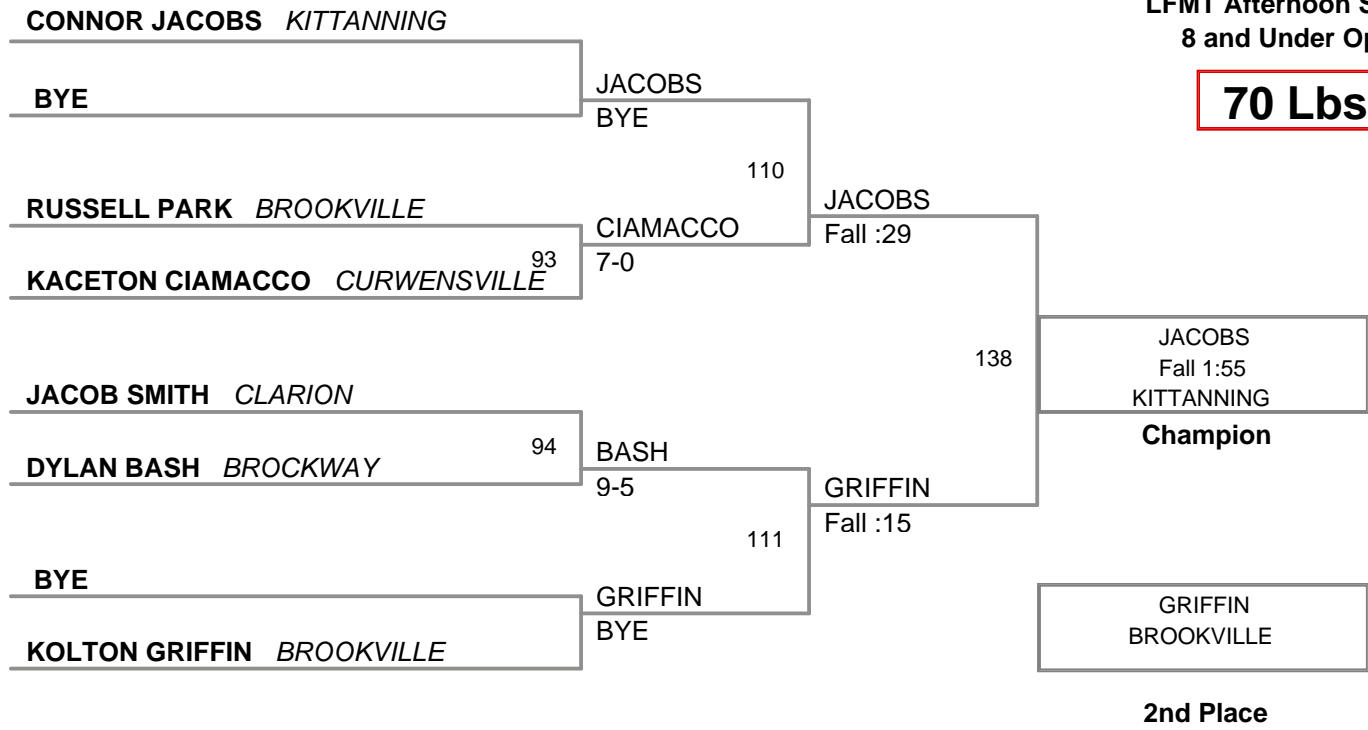 LFMT Afternoon S
8 and Under Op
70 Lbs
CONNOR JACOBS KITTANNING
BYE
JACOBS
BYE
110
RUSSELL PARK BROOKVILLE
93
KACETON CIAMACCO CURWENSVILLE
CIAMACCO
7-0
JACOBS
Fall :29
138
JACOB SMITH CLARION
94
DYLAN BASH BROCKWAY
BASH
9-5
111
BYE
KOLTON GRIFFIN BROOKVILLE
GRIFFIN
BYE
GRIFFIN
Fall :15
JACOBS
Fall 1:55
KITTANNING
Champion
GRIFFIN
BROOKVILLE
2nd Place